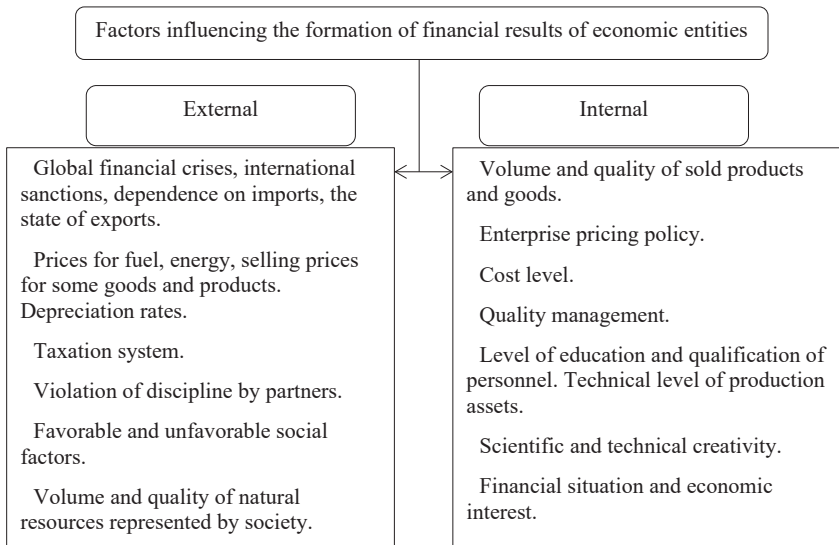 Factors influencing the formation of financial results of economic entities
External
Internal
Global financial crises, international
sanctions, dependence on imports, the
state of exports.
Prices for fuel, energy, selling prices
for some goods and products.
Depreciation rates.
Taxation system.
Violation of discipline by partners.
Favorable and unfavorable social
factors.
Volume and quality of natural
resources represented by society.
Volume and quality of sold products
and goods.
Enterprise pricing policy.
Cost level.
Quality management.
Level of education and qualification of
personnel. Technical level of production
assets.
Scientific and technical creativity.
Financial situation and economic
interest.